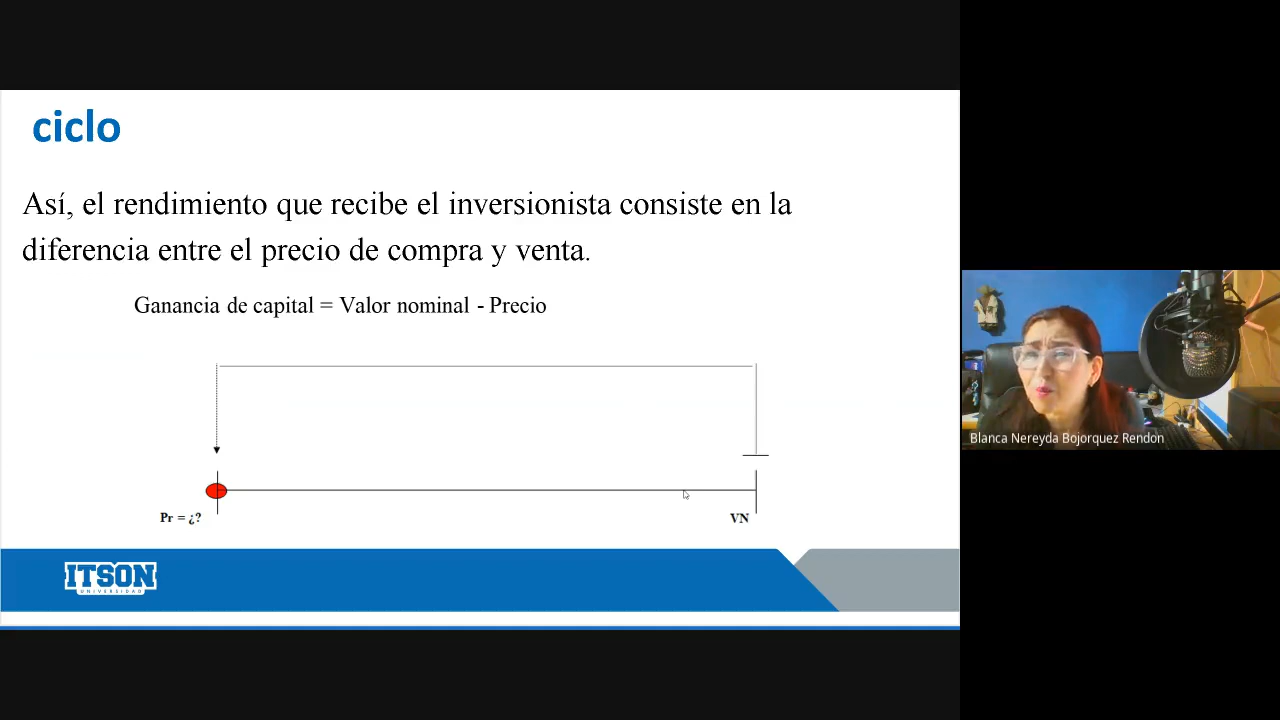 ciclo
Así, el rendimiento que recibe el inversionista consiste en la
diferencia entre el precio de compra y venta.
Ganancia de capital = Valor nominal - Precio
Pr = ¿?
VN
ITSON
UNIVERSIDAD
Blanca Nereyda Bojorquez Rendon